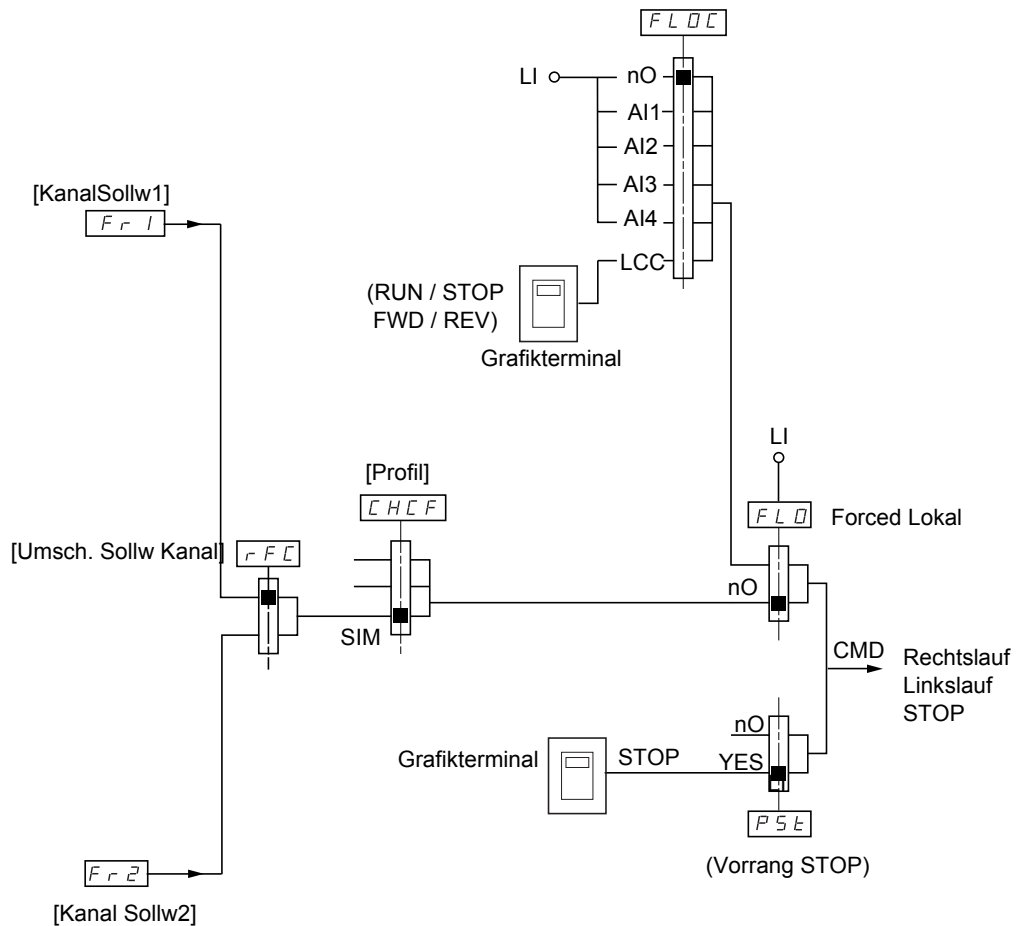 FLOC
LI
nO
AI1
AI2
AI3
AI4
LCC
(RUN / STOP
FWD / REV)
Grafikterminal
[KanalSollw1]
Fr1
[Umsch. Sollw Kanal]
rFC
[Profil]
CHCF
SIM
LI
FLO
Forced Lokal
nO
CMD
Rechtslauf
Linkslauf
STOP
Grafikterminal
STOP
nO
YES
PSt
(Vorrang STOP)
Fr2
[Kanal Sollw2]